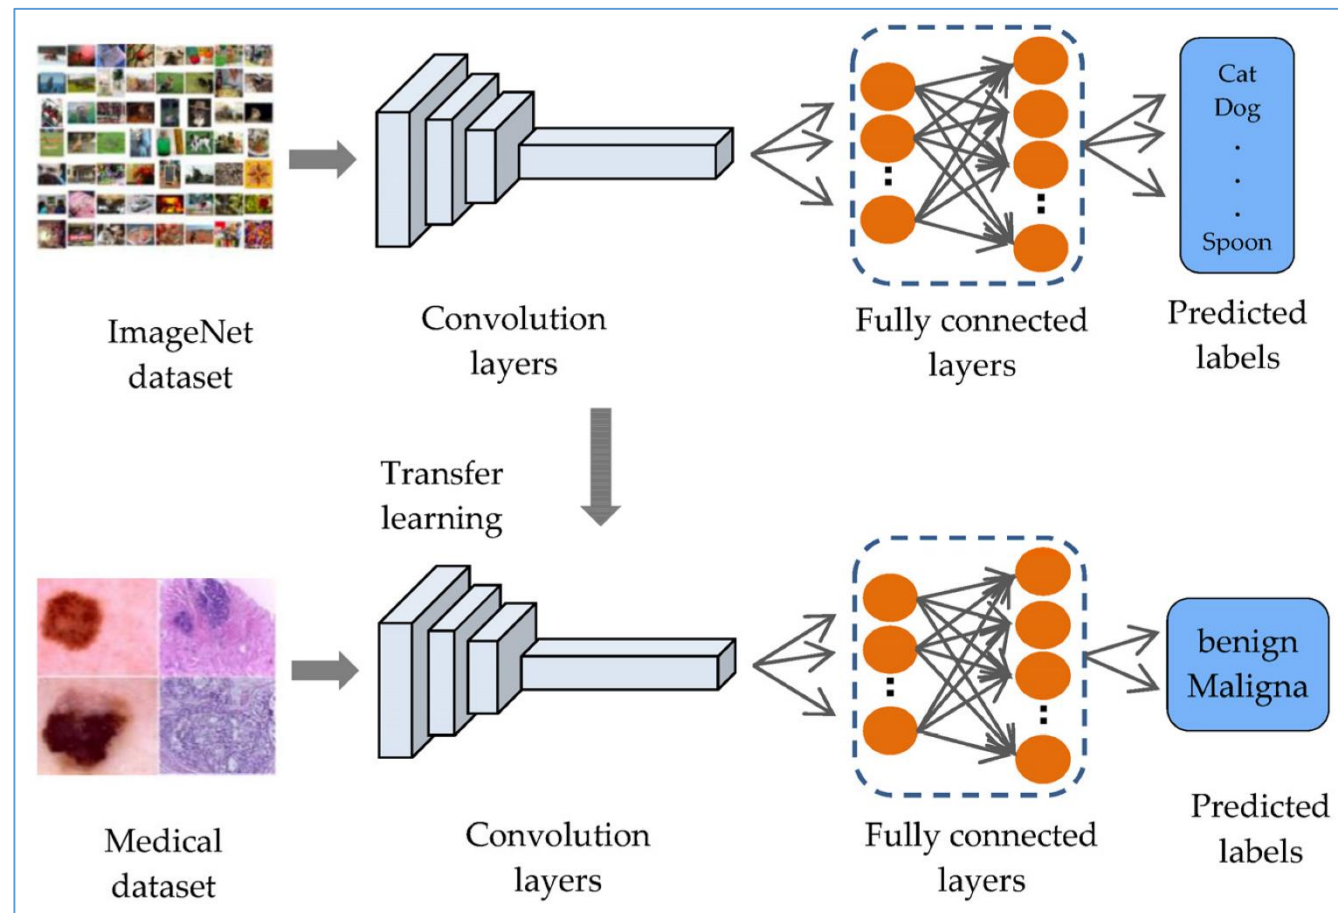 Cat
Dog
.
.
.
Spoon
ImageNet
dataset
Convolution
layers
Fully connected
layers
Predicted
labels
Transfer
learning
benign
Maligna
Medical
dataset
Convolution
layers
Fully connected
layers
Predicted
labels